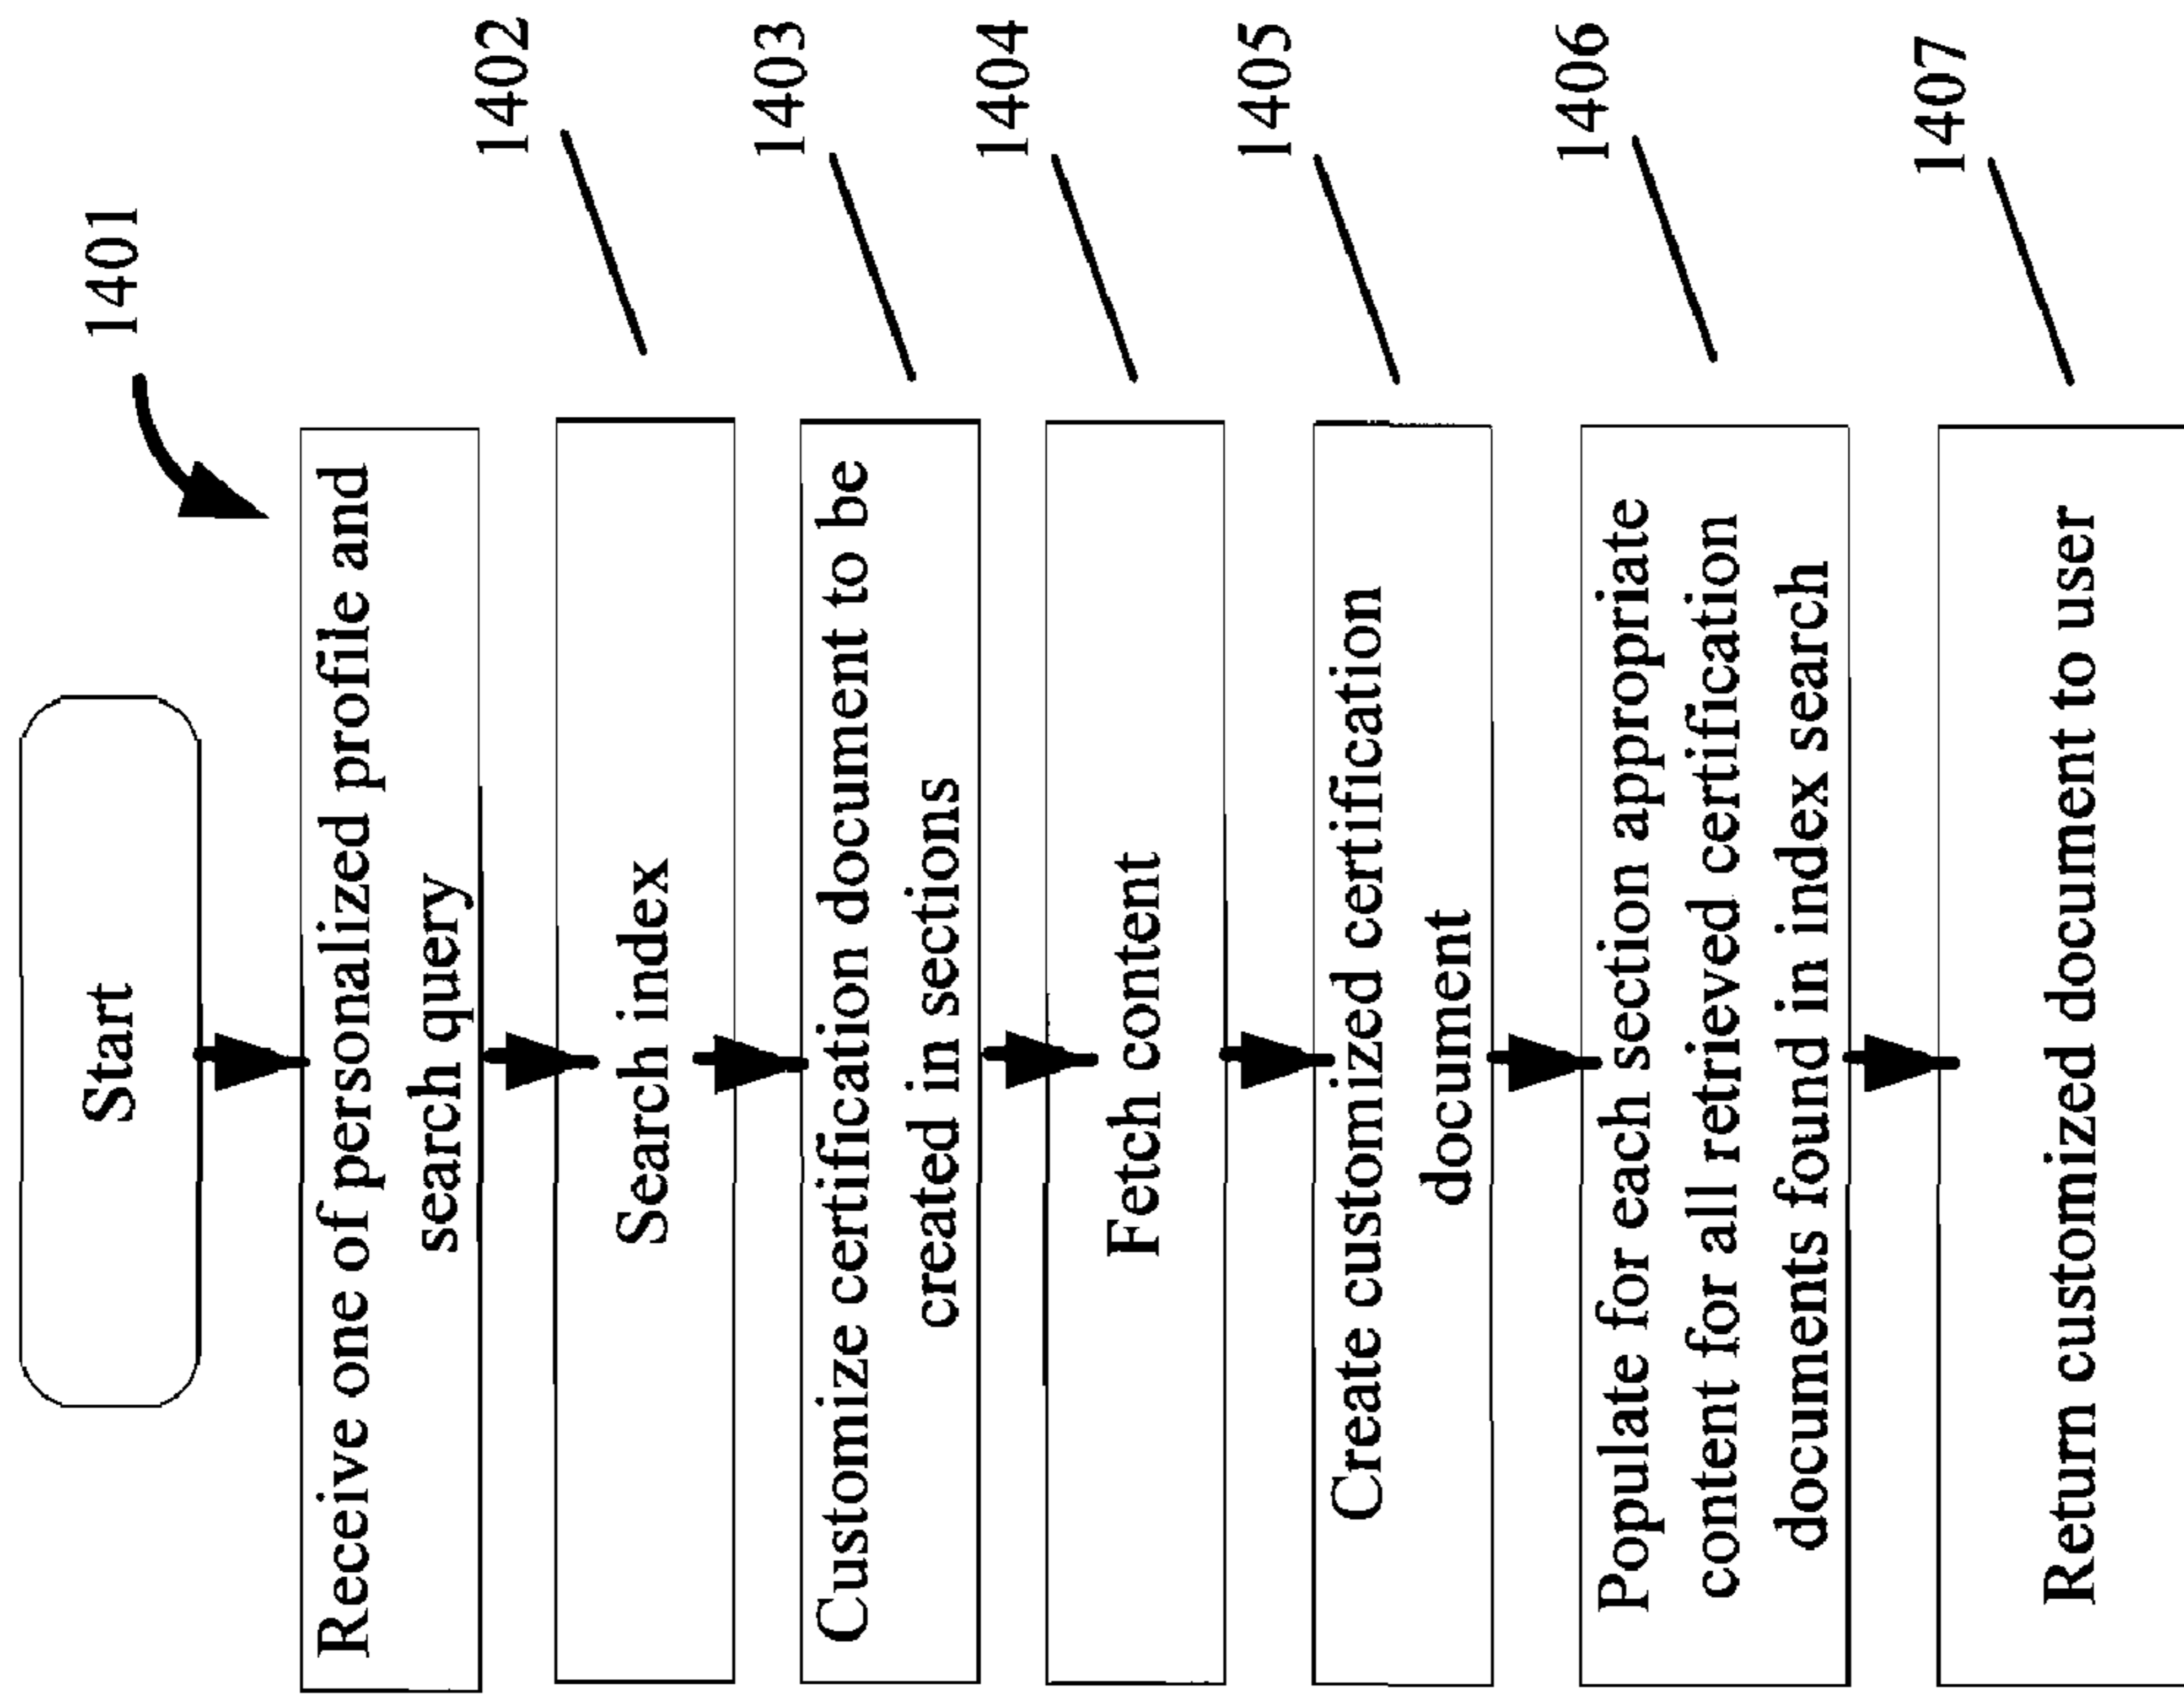 Start
1401
Receive one of personalized profile and
search query
1402
Search index
1403
Customize certification document to be
created in sections
1404
Fetch content
1405
Create customized certification
document
1406
Populate for each section appropriate
content for all retrieved certification
documents found in index search
1407
Return customized document to user